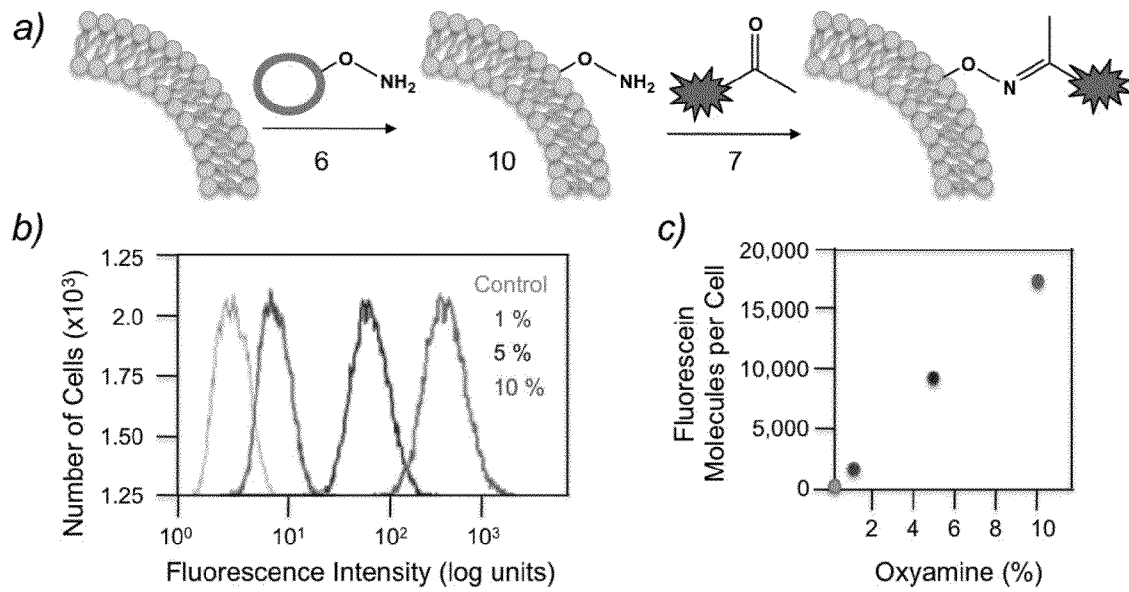 a)
O
NH₂
6
O
NH₂
10
O
7
O
N
b)
Number of Cells (x10³)
1.25
2.0
1.75
1.50
1.25
Control
1 %
5 %
10 %
10⁰
10¹
10²
10³
Fluorescence Intensity (log units)
c)
Fluorescein
Molecules per Cell
20,000
15,000
10,000
5,000
0
2
4
6
8
10
Oxyamine (%)